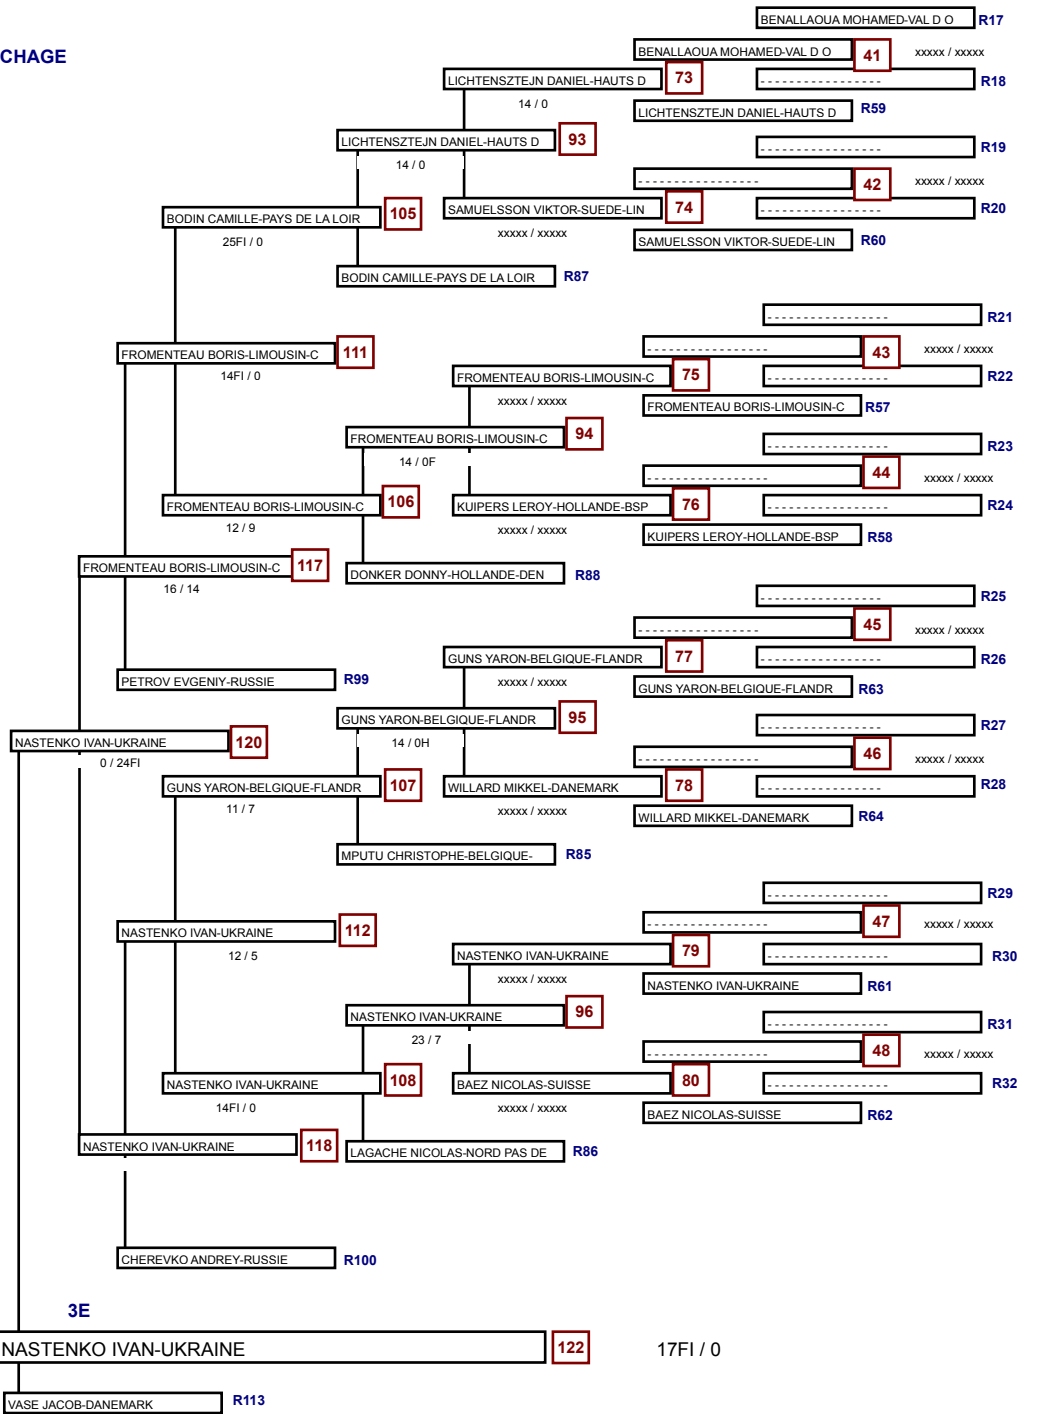 BENALLAOUA MOHAMED-VAL D O R17
CHAGE
BENALLAOUA MOHAMED-VAL D O 41 xxxxx / xxxxx
LICHTENSZTEJN DANIEL-HAUTS D 73 - - - - - - - - - - - - - - - - R18
14 / 0
LICHTENSZTEJN DANIEL-HAUTS D R59
LICHTENSZTEJN DANIEL-HAUTS D 93
- - - - - - - - - - - - - - - - R19
14 / 0
- - - - - - - - - - - - - - - - 42 xxxxx / xxxxx
BODIN CAMILLE-PAYS DE LA LOIR 105 SAMUELSSON VIKTOR-SUEDE-LIN 74 - - - - - - - - - - - - - - - - R20
25FI / 0 xxxxx / xxxxx SAMUELSSON VIKTOR-SUEDE-LIN R60
BODIN CAMILLE-PAYS DE LA LOIR R87
- - - - - - - - - - - - - - - - R21
FROMENTEAU BORIS-LIMOUSIN-C 111 - - - - - - - - - - - - - - - - 43 xxxxx / xxxxx
14FI / 0 FROMENTEAU BORIS-LIMOUSIN-C 75 - - - - - - - - - - - - - - - - R22
xxxxx / xxxxx FROMENTEAU BORIS-LIMOUSIN-C R57
FROMENTEAU BORIS-LIMOUSIN-C 94 - - - - - - - - - - - - - - - - R23
14 / 0F
- - - - - - - - - - - - - - - - 44 xxxxx / xxxxx
FROMENTEAU BORIS-LIMOUSIN-C 106 KUIPERS LEROY-HOLLANDE-BSP 76 - - - - - - - - - - - - - - - - R24
12 / 9 xxxxx / xxxxx KUIPERS LEROY-HOLLANDE-BSP R58
FROMENTEAU BORIS-LIMOUSIN-C 117 DONKER DONNY-HOLLANDE-DEN R88
16 / 14
- - - - - - - - - - - - - - - - R25
- - - - - - - - - - - - - - - - 45 xxxxx / xxxxx
GUNS YARON-BELGIQUE-FLANDR 77 - - - - - - - - - - - - - - - - R26
PETROV EVGENIY-RUSSIE R99 xxxxx / xxxxx GUNS YARON-BELGIQUE-FLANDR R63
GUNS YARON-BELGIQUE-FLANDR 95 - - - - - - - - - - - - - - - - R27
NASTENKO IVAN-UKRAINE 120 14 / 0H
0 / 24FI - - - - - - - - - - - - - - - - 46 xxxxx / xxxxx
GUNS YARON-BELGIQUE-FLANDR 107 WILLARD MIKKEL-DANEMARK 78 - - - - - - - - - - - - - - - - R28
11 / 7 xxxxx / xxxxx WILLARD MIKKEL-DANEMARK R64
MPUTU CHRISTOPHE-BELGIQUE- R85
- - - - - - - - - - - - - - - - R29
NASTENKO IVAN-UKRAINE 112 - - - - - - - - - - - - - - - - 47 xxxxx / xxxxx
12 / 5 NASTENKO IVAN-UKRAINE 79 - - - - - - - - - - - - - - - - R30
xxxxx / xxxxx NASTENKO IVAN-UKRAINE R61
NASTENKO IVAN-UKRAINE 96 - - - - - - - - - - - - - - - - R31
23 / 7
- - - - - - - - - - - - - - - - 48 xxxxx / xxxxx
NASTENKO IVAN-UKRAINE 108 BAEZ NICOLAS-SUISSE 80 - - - - - - - - - - - - - - - - R32
14FI / 0 xxxxx / xxxxx BAEZ NICOLAS-SUISSE R62
NASTENKO IVAN-UKRAINE 118 LAGACHE NICOLAS-NORD PAS DE R86
CHEREVKO ANDREY-RUSSIE R100
3E
NASTENKO IVAN-UKRAINE 122 17FI / 0
VASE JACOB-DANEMARK R113